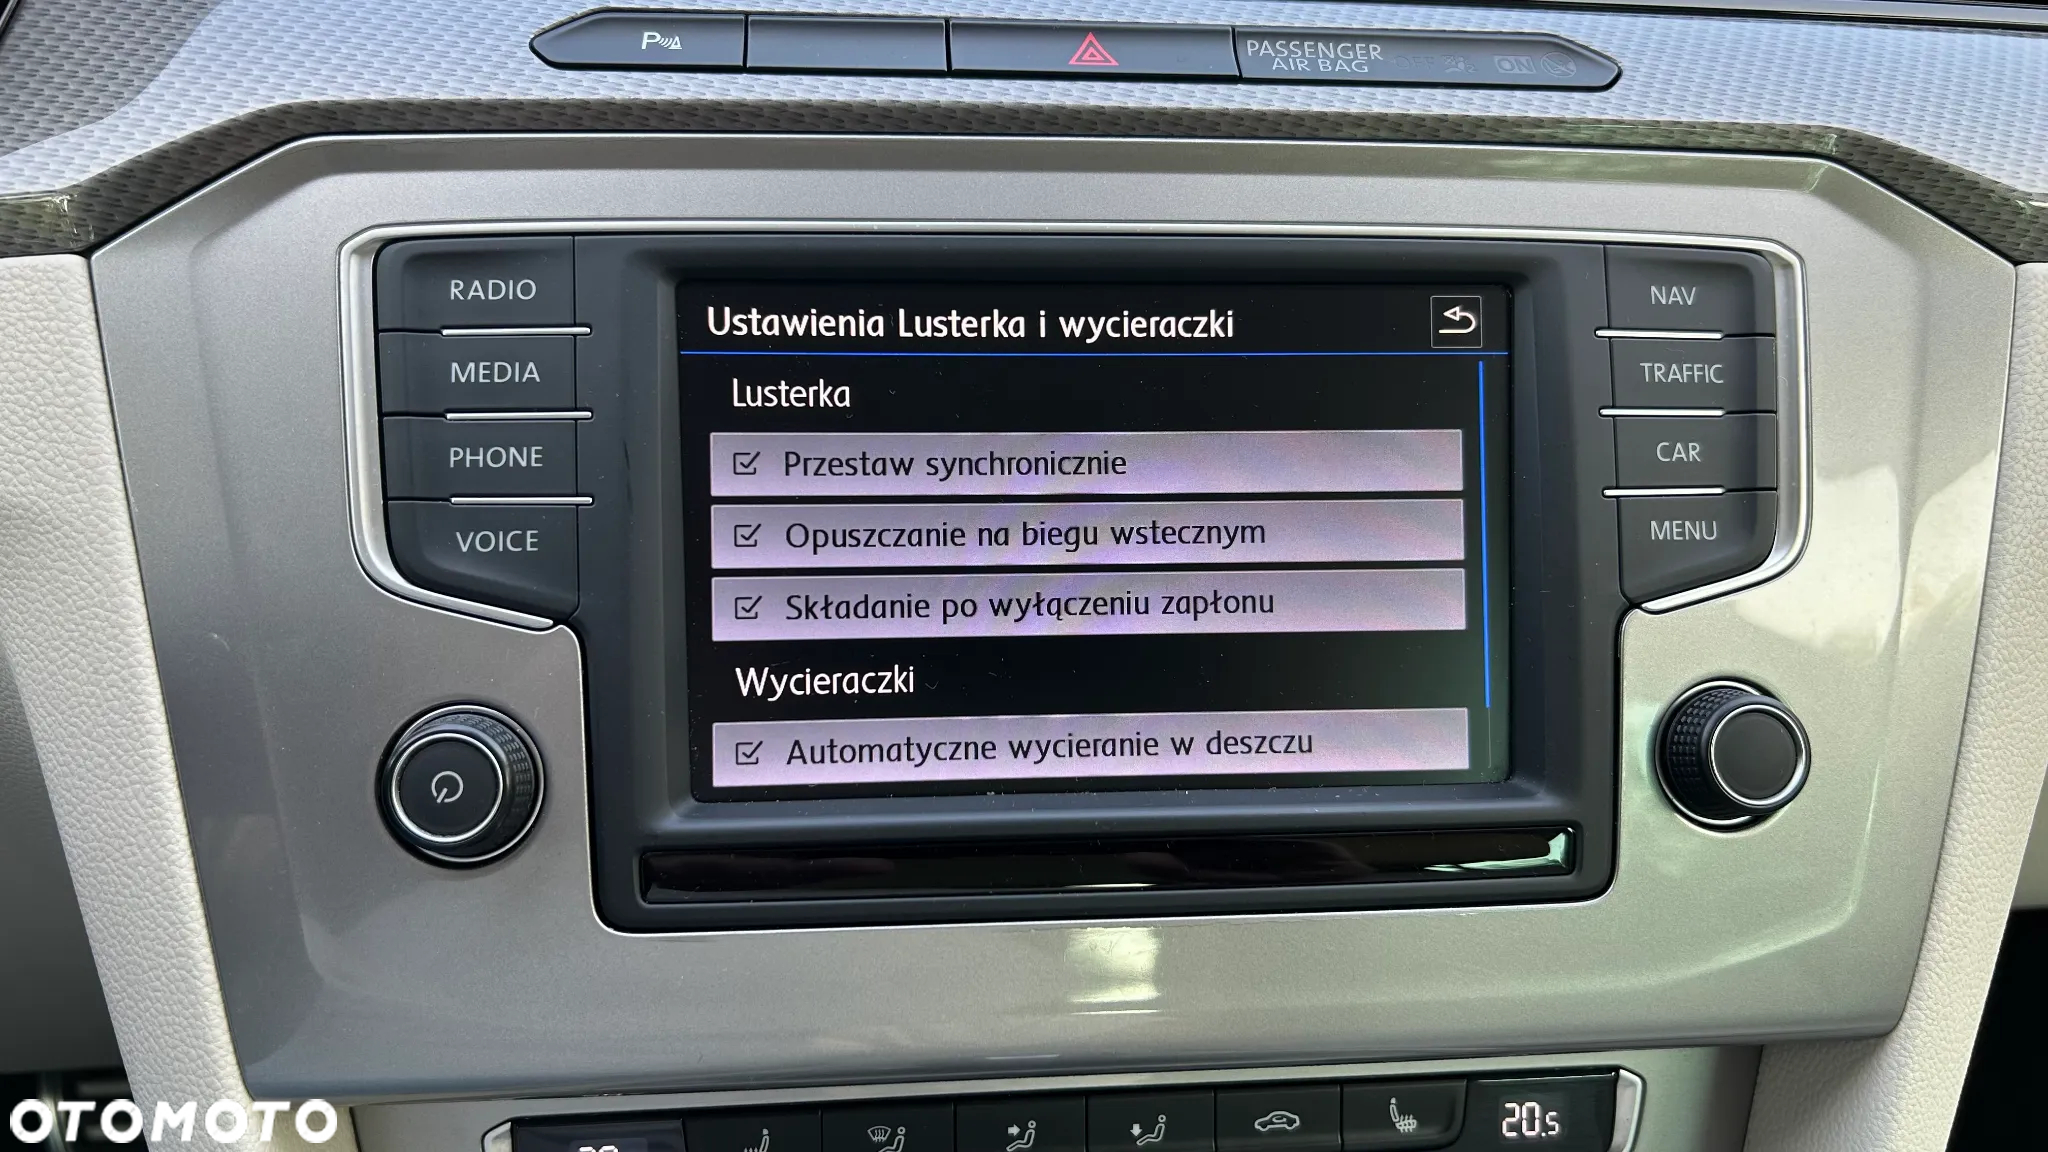 P
PASSENGER
AIR BAG
OFF
ON
RADIO
MEDIA
PHONE
VOICE
Ustawienia Lusterka i wycieraczki
Lusterka
Przestaw synchronicznie
Opuszczanie na biegu wstecznym
Składanie po wyłączeniu zapłonu
Wycieraczki
Automatyczne wycieranie w deszczu
NAV
TRAFFIC
CAR
MENU
20.5
OTOMOTO